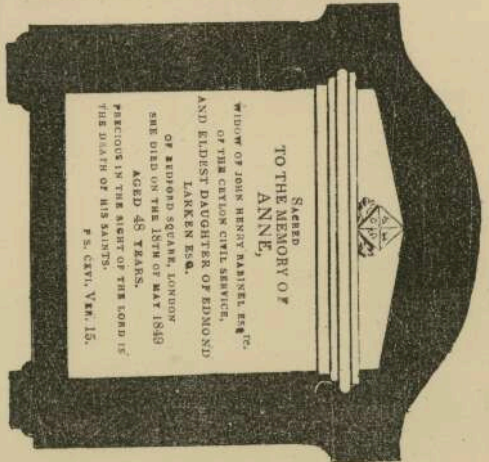 SACRED
TO THE MEMORY OF
ANNE,
WIDOW OF JOHN HENRY RABINEL ESQre.
OF THE CEYLON CIVIL SERVICE,
AND ELDEST DAUGHTER OF EDMOND
LARKEN ESQ.
OF BEDFORD SQUARE, LONDON
SHE DIED ON THE 18TH OF MAY 1849
AGED 48 YEARS.
PRECIOUS IN THE SIGHT OF THE LORD IS
THE DEATH OF HIS SAINTS.
PS. CXVI, VER. 15.